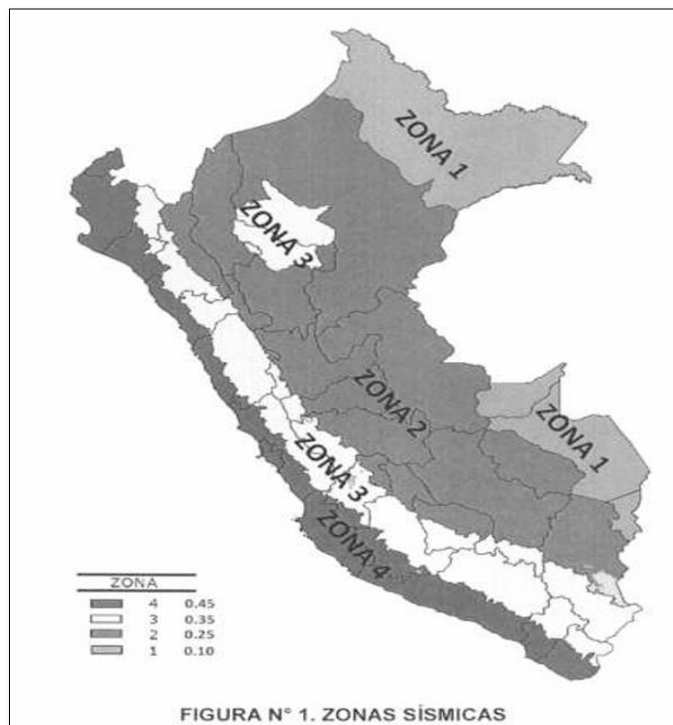 ZONA 1
ZONA 3
ZONA 2
ZONA 1
ZONA 3
ZONA 4
ZONA
4 0.45
3 0.35
2 0.25
1 0.10
FIGURA N° 1. ZONAS SÍSMICAS